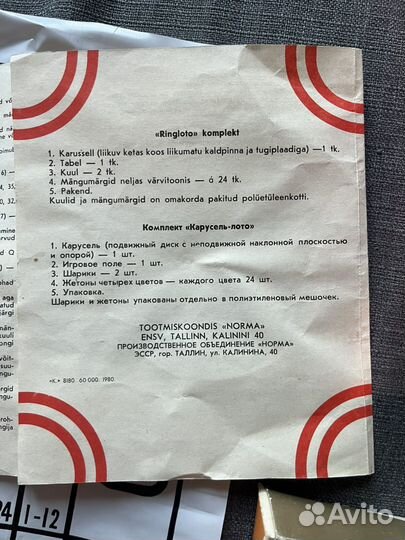 «Ringloto» komplekt
1. Karussell (liikuv ketas koos liikumatu kaldpinna ja tugiplaadiga) —1 tk.
2. Tabel — 1 tk.
3. Kuul — 2 tk.
4. Mängumärgid neljas värvitoonis — à 24 tk.
5. Pakend.
Kuulid ja mängumärgid on omakorda pakitud polüetüleenkotti.
Комплект «Карусель-лото»
1. Карусель (подвижный диск с неподвижной наклонной плоскостью
и опорой) — 1 шт.
2. Игровое поле — 1 шт.
3. Шарики — 2 шт.
4. Жетоны четырех цветов — каждого цвета 24 шт.
5. Упаковка.
Шарики и жетоны упакованы отдельно в полиэтиленовый мешочек.
TOOTMISKOONDIS «NORMA»
ENSV, TALLINN, KALININI 40
ПРОИЗВОДСТВЕННОЕ ОБЪЕДИНЕНИЕ «НОРМА»
ЭССР, гор. ТАЛЛИН, ул. КАЛИНИНА, 40
«К.» 8180 60 000. 1980.
1-12
Avito